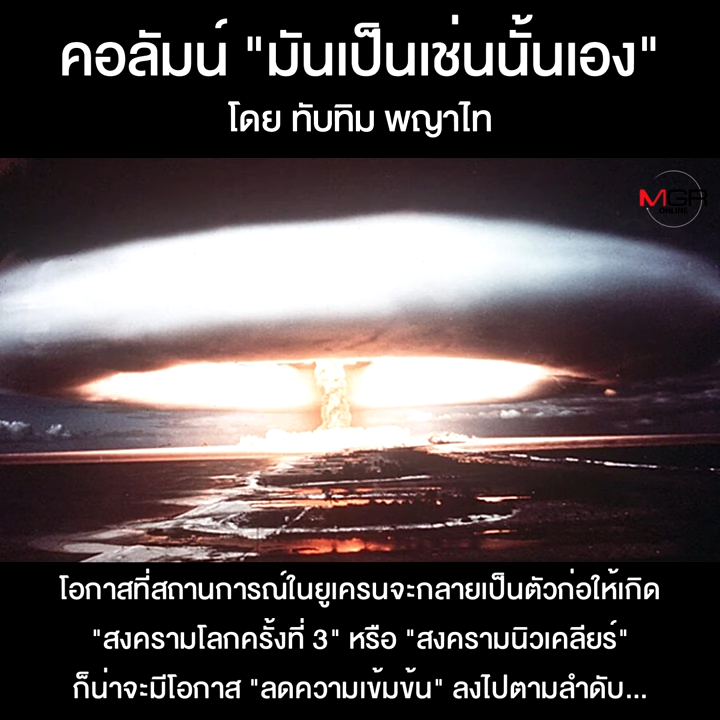 คอลัมน์ "มันเป็นเช่นนั้นเอง"
โดย ทับทิม พญาไท
MGR
ONLINE
โอกาสที่สถานการณ์ในยูเครนจะกลายเป็นตัวก่อให้เกิด
"สงครามโลกครั้งที่ 3" หรือ "สงครามนิวเคลียร์"
ก็น่าจะมีโอกาส "ลดความเข้มข้น" ลงไปตามลำดับ...